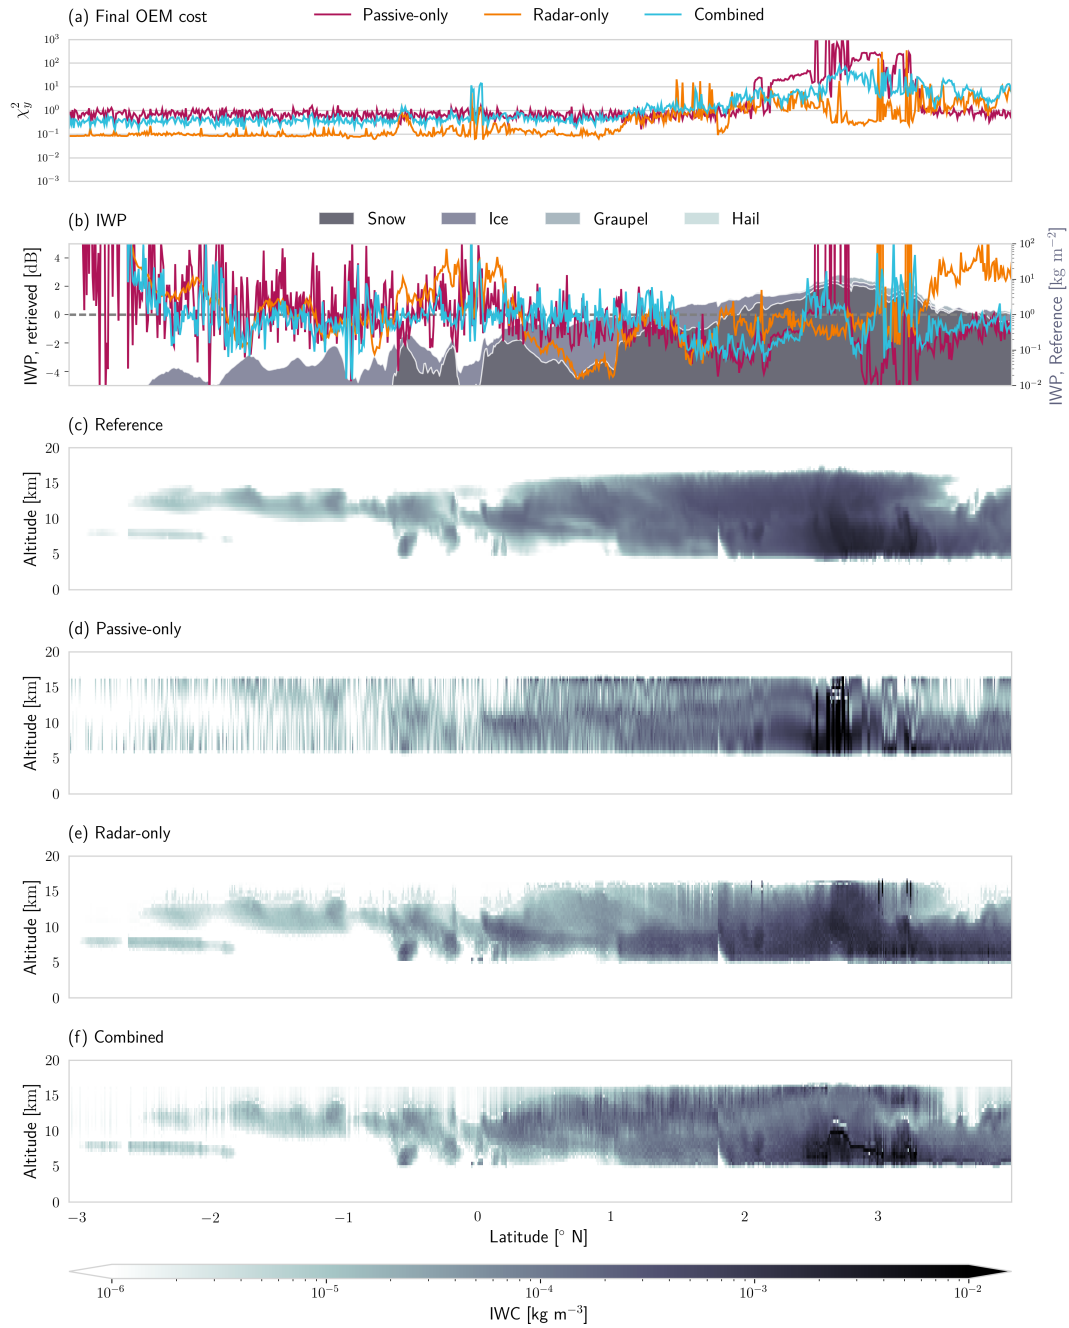 (a) Final OEM cost
Passive-only Radar-only Combined
10³
10²
10¹
10⁰
10⁻¹
10⁻²
10⁻³
χ²y
(b) IWP
Snow Ice Graupel Hail
4
2
0
−2
−4
IWP, retrieved [dB]
10²
10¹
10⁰
10⁻¹
10⁻²
IWP, Reference [kg m⁻²]
(c) Reference
20
15
10
5
0
Altitude [km]
(d) Passive-only
20
15
10
5
0
Altitude [km]
(e) Radar-only
20
15
10
5
0
Altitude [km]
(f) Combined
20
15
10
5
0
Altitude [km]
−3 −2 −1 0 1 2 3
Latitude [° N]
10⁻⁶ 10⁻⁵ 10⁻⁴ 10⁻³ 10⁻²
IWC [kg m⁻³]